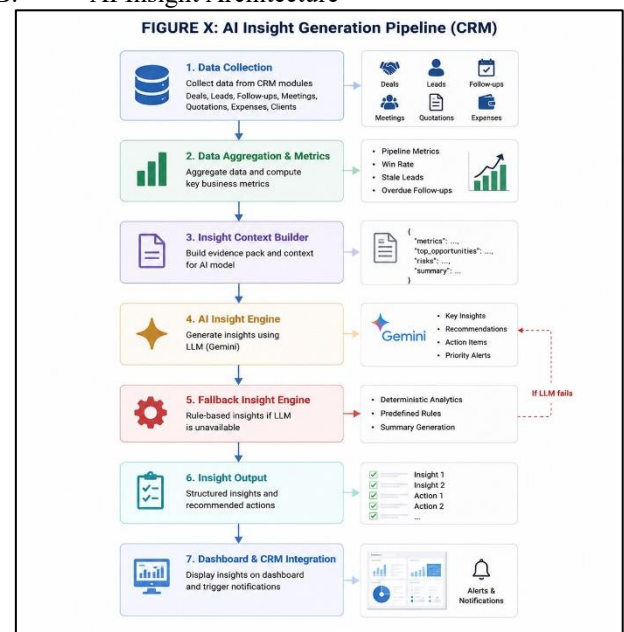 AI Insight Architecture
FIGURE X: AI Insight Generation Pipeline (CRM)
1. Data Collection
Collect data from CRM modules
Deals, Leads, Follow-ups, Meetings,
Quotations, Expenses, Clients
Deals
Leads
Follow-ups
Meetings
Quotations
Expenses
2. Data Aggregation & Metrics
Aggregate data and compute
key business metrics
• Pipeline Metrics
• Win Rate
• Stale Leads
• Overdue Follow-ups
3. Insight Context Builder
Build evidence pack and context
for AI model
{
"metrics": ...,
"top_opportunities": ...,
"risks": ...,
"summary": ...
}
4. AI Insight Engine
Generate insights using
LLM (Gemini)
Gemini
• Key Insights
• Recommendations
• Action Items
• Priority Alerts
If LLM fails
5. Fallback Insight Engine
Rule-based insights if LLM
is unavailable
• Deterministic Analytics
• Predefined Rules
• Summary Generation
6. Insight Output
Structured insights and
recommended actions
Insight 1
Insight 2
Action 1
Action 2
...
7. Dashboard & CRM Integration
Display insights on dashboard
and trigger notifications
Alerts &
Notifications